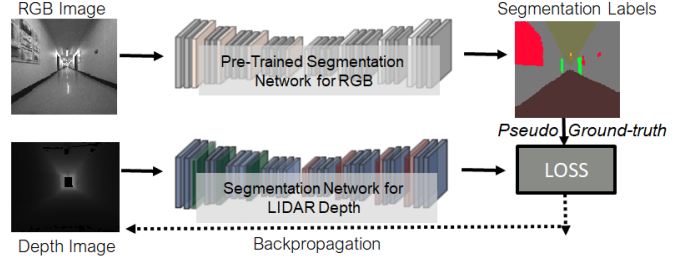 RGB Image
Segmentation Labels
Pre-Trained Segmentation
Network for RGB
Pseudo Ground-truth
Segmentation Network for
LIDAR Depth
LOSS
Depth Image
Backpropagation